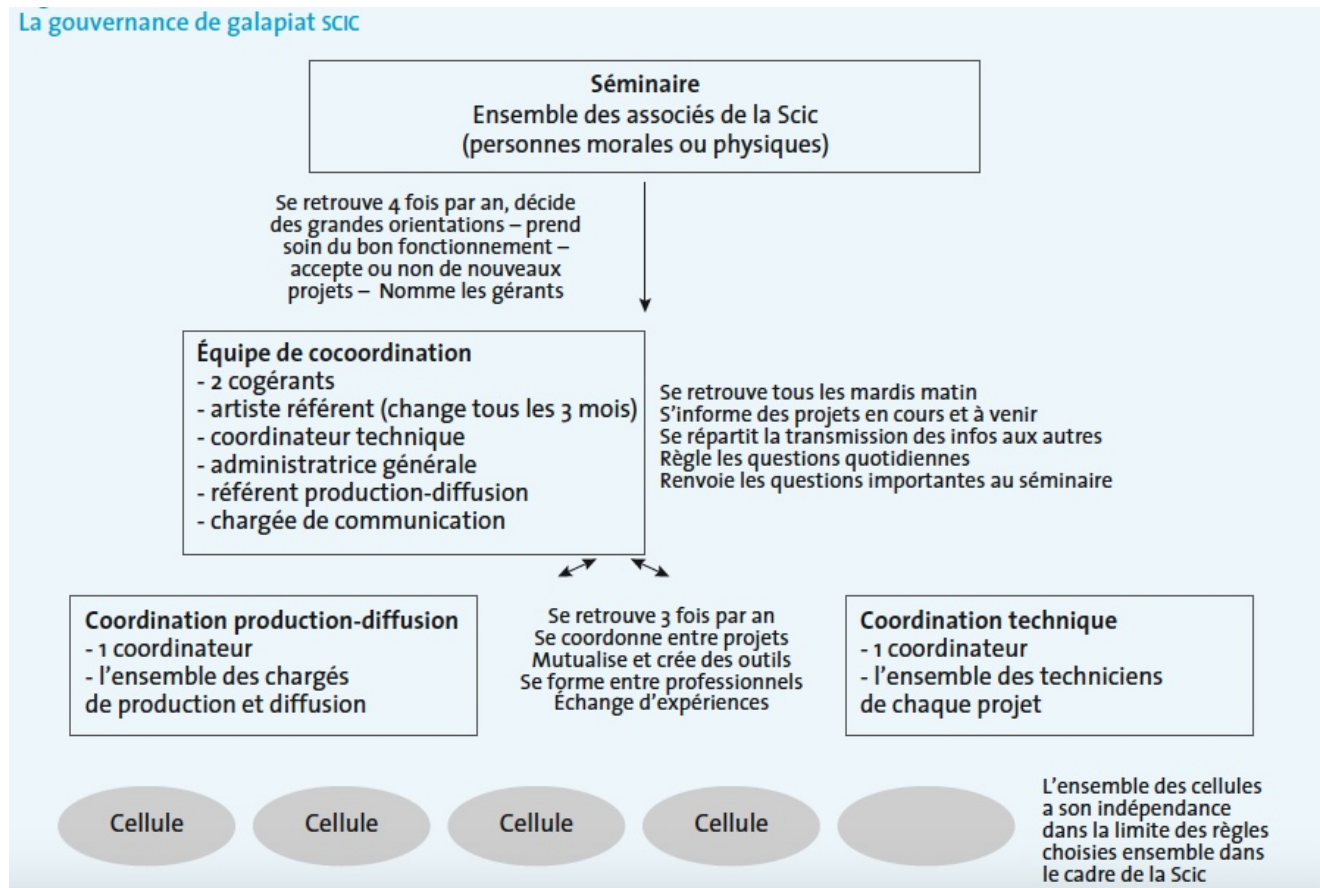 La gouvernance de galapiat SCIC
Séminaire
Ensemble des associés de la Scic
(personnes morales ou physiques)
Se retrouve 4 fois par an, décide
des grandes orientations – prend
soin du bon fonctionnement –
accepte ou non de nouveaux
projets – Nomme les gérants
Équipe de cocoordination
- 2 cogérants
- artiste référent (change tous les 3 mois)
- coordinateur technique
- administratrice générale
- référent production-diffusion
- chargée de communication
Se retrouve tous les mardis matin
S'informe des projets en cours et à venir
Se répartit la transmission des infos aux autres
Règle les questions quotidiennes
Renvoie les questions importantes au séminaire
Coordination production-diffusion
- 1 coordinateur
- l'ensemble des chargés
de production et diffusion
Se retrouve 3 fois par an
Se coordonne entre projets
Mutualise et crée des outils
Se forme entre professionnels
Échange d'expériences
Coordination technique
- 1 coordinateur
- l'ensemble des techniciens
de chaque projet
Cellule
Cellule
Cellule
Cellule
L'ensemble des cellules
a son indépendance
dans la limite des règles
choisies ensemble dans
le cadre de la Scic